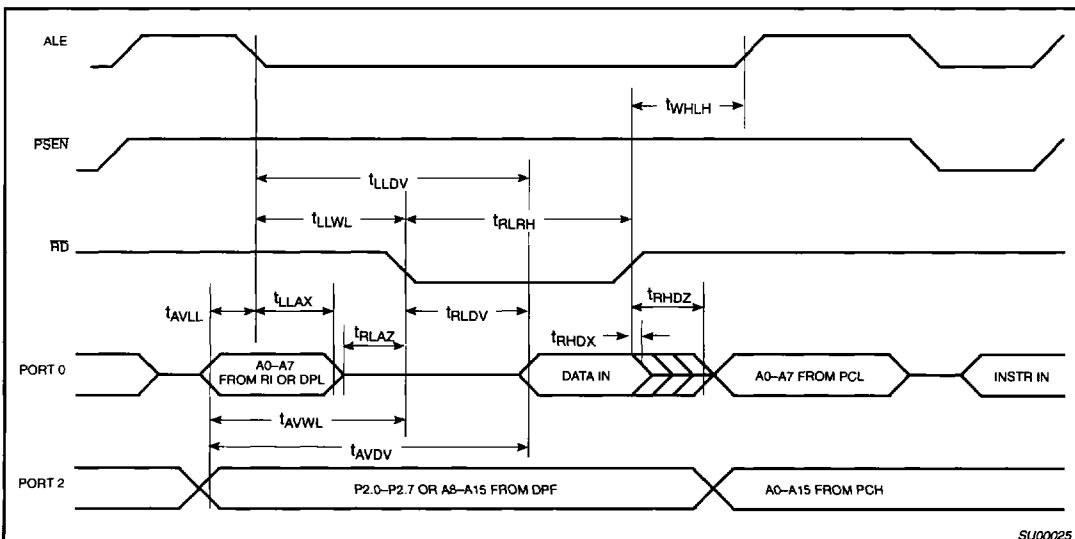 ALE
tWHLH
PSEN
tLLDV
tLLWL
tRLRH
RD
tAVLL
tLLAX
tRLAZ
tRLDV
tRHDZ
tRHDX
PORT 0
A0–A7
FROM RI OR DPL
DATA IN
A0–A7 FROM PCL
INSTR IN
tAVWL
tAVDV
PORT 2
P2.0–P2.7 OR A8–A15 FROM DPF
A0–A15 FROM PCH
SU00025